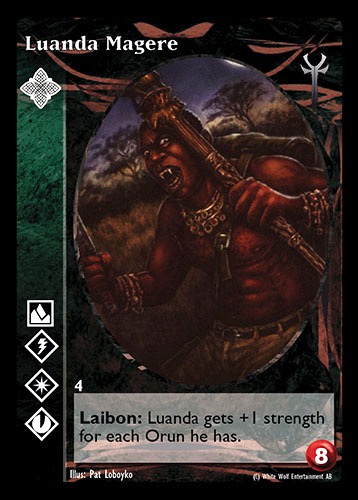 Luanda Magere
4
Laibon: Luanda gets +1 strength
for each Orun he has.
8
Illus: Pat Loboyko
(C) White Wolf Entertainment AB